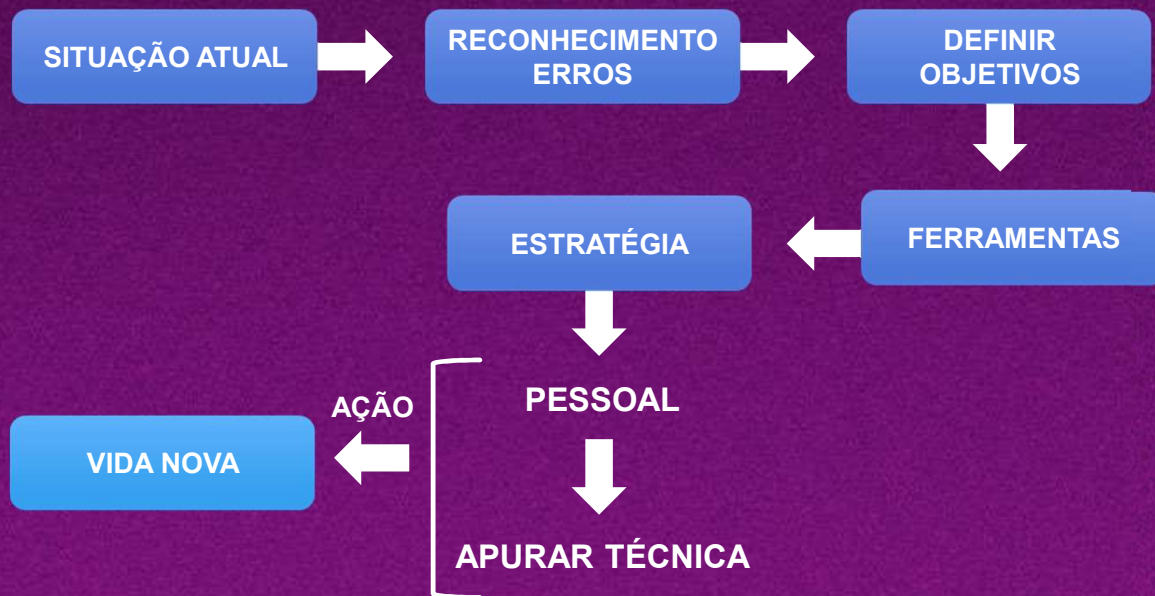 SITUAÇÃO ATUAL
RECONHECIMENTO
ERROS
DEFINIR
OBJETIVOS
FERRAMENTAS
ESTRATÉGIA
PESSOAL
AÇÃO
VIDA NOVA
APURAR TÉCNICA